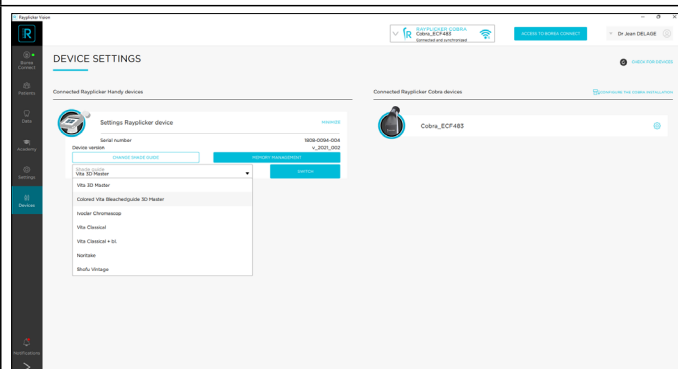 Rayplicker Vision
R
RAYPLICKER COBRA
Cobra_ECF483
Connected and synchronized
ACCESS TO BOREA CONNECT
Dr Jean DELAGE
Borea
Connect
Patients
Data
Academy
Settings
Devices
Notifications
DEVICE SETTINGS
CHECK FOR DEVICES
Connected Rayplicker Handy devices
Settings Rayplicker device
MANAGED
Serial number
1808-0094-004
Device version
v_2021_002
CHANGE SHADE GUIDE
MEMORY MANAGEMENT
Shade guide
Vita 3D Master
SWITCH
Vita 3D Master
Colored Vita Bleachedguide 3D Master
Ivoclar Chromascop
Vita Classical
Vita Classical + bl.
Noritake
Shofu Vintage
Connected Rayplicker Cobra devices
CONFIGURE THE COBRA INSTALLATION
Cobra_ECF483